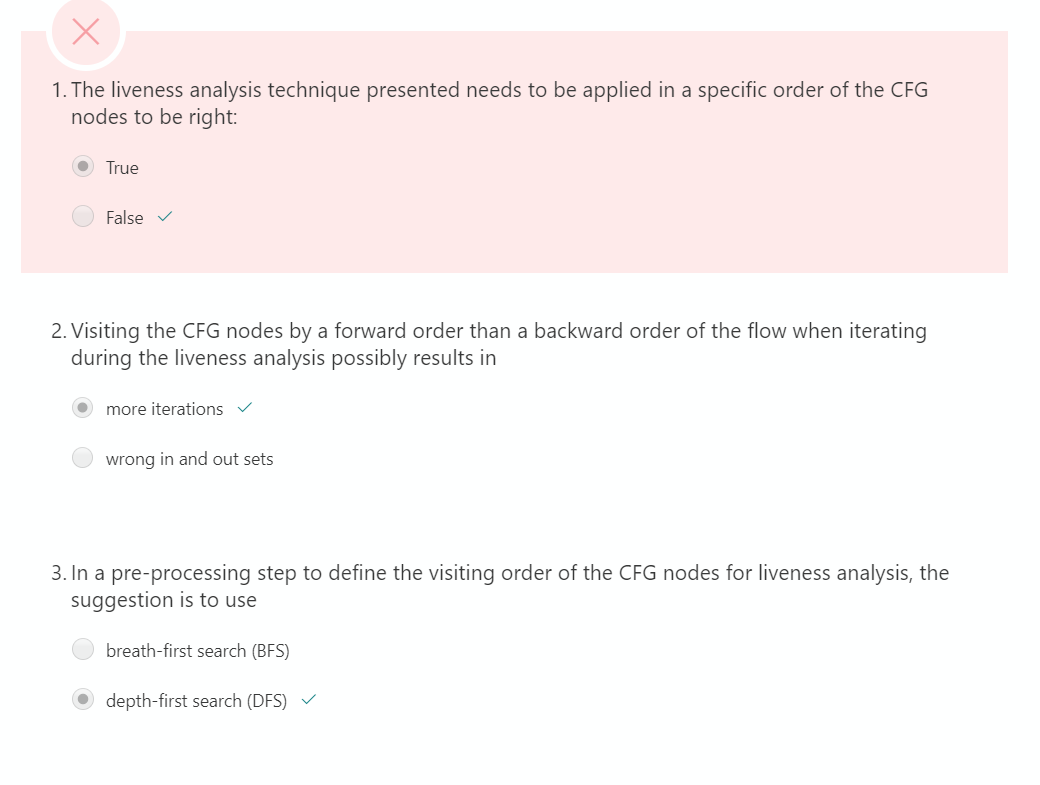 1. The liveness analysis technique presented needs to be applied in a specific order of the CFG
nodes to be right:
True
False
2. Visiting the CFG nodes by a forward order than a backward order of the flow when iterating
during the liveness analysis possibly results in
more iterations
wrong in and out sets
3. In a pre-processing step to define the visiting order of the CFG nodes for liveness analysis, the
suggestion is to use
breath-first search (BFS)
depth-first search (DFS)